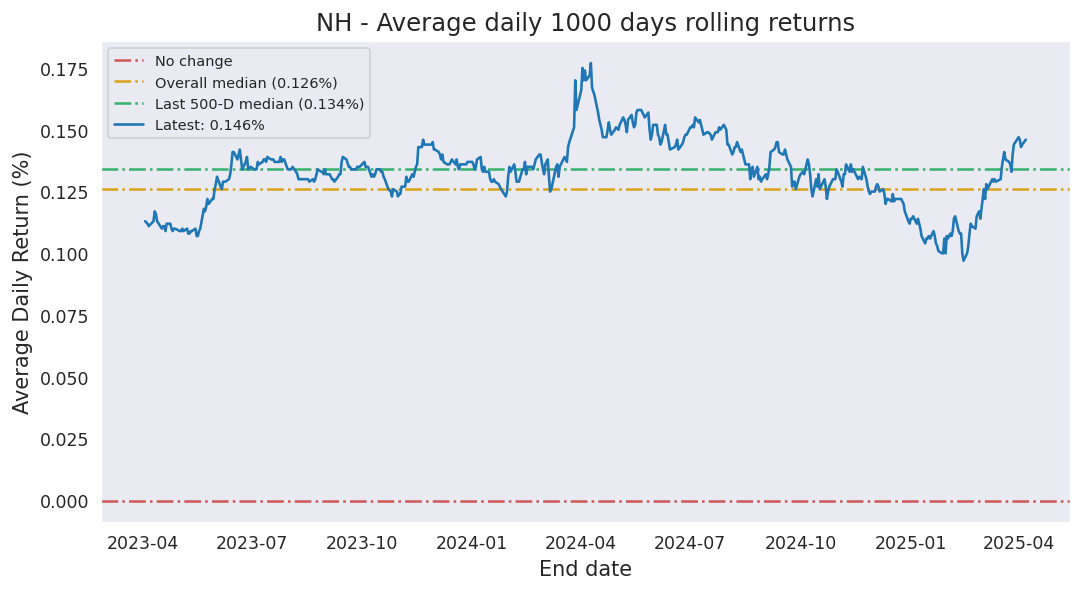 NH - Average daily 1000 days rolling returns
No change
Overall median (0.126%)
Last 500-D median (0.134%)
Latest: 0.146%
Average Daily Return (%)
0.175
0.150
0.125
0.100
0.075
0.050
0.025
0.000
2023-04 2023-07 2023-10 2024-01 2024-04 2024-07 2024-10 2025-01 2025-04
End date